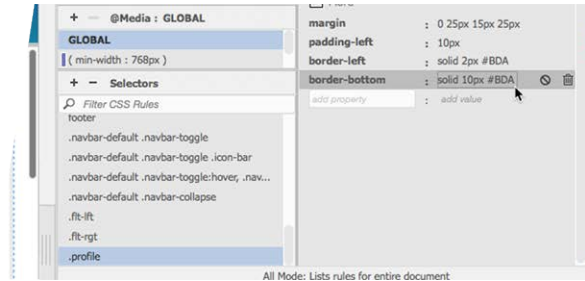 + − @Media : GLOBAL
GLOBAL
( min-width : 768px )
+ − Selectors
Filter CSS Rules
footer
.navbar-default .navbar-toggle
.navbar-default .navbar-toggle .icon-bar
.navbar-default .navbar-toggle:hover, .nav...
.navbar-default .navbar-collapse
.flt-lft
.flt-rgt
.profile
margin : 0 25px 15px 25px
padding-left : 10px
border-left : solid 2px #BDA
border-bottom : solid 10px #BDA
add property : add value
All Mode: Lists rules for entire document